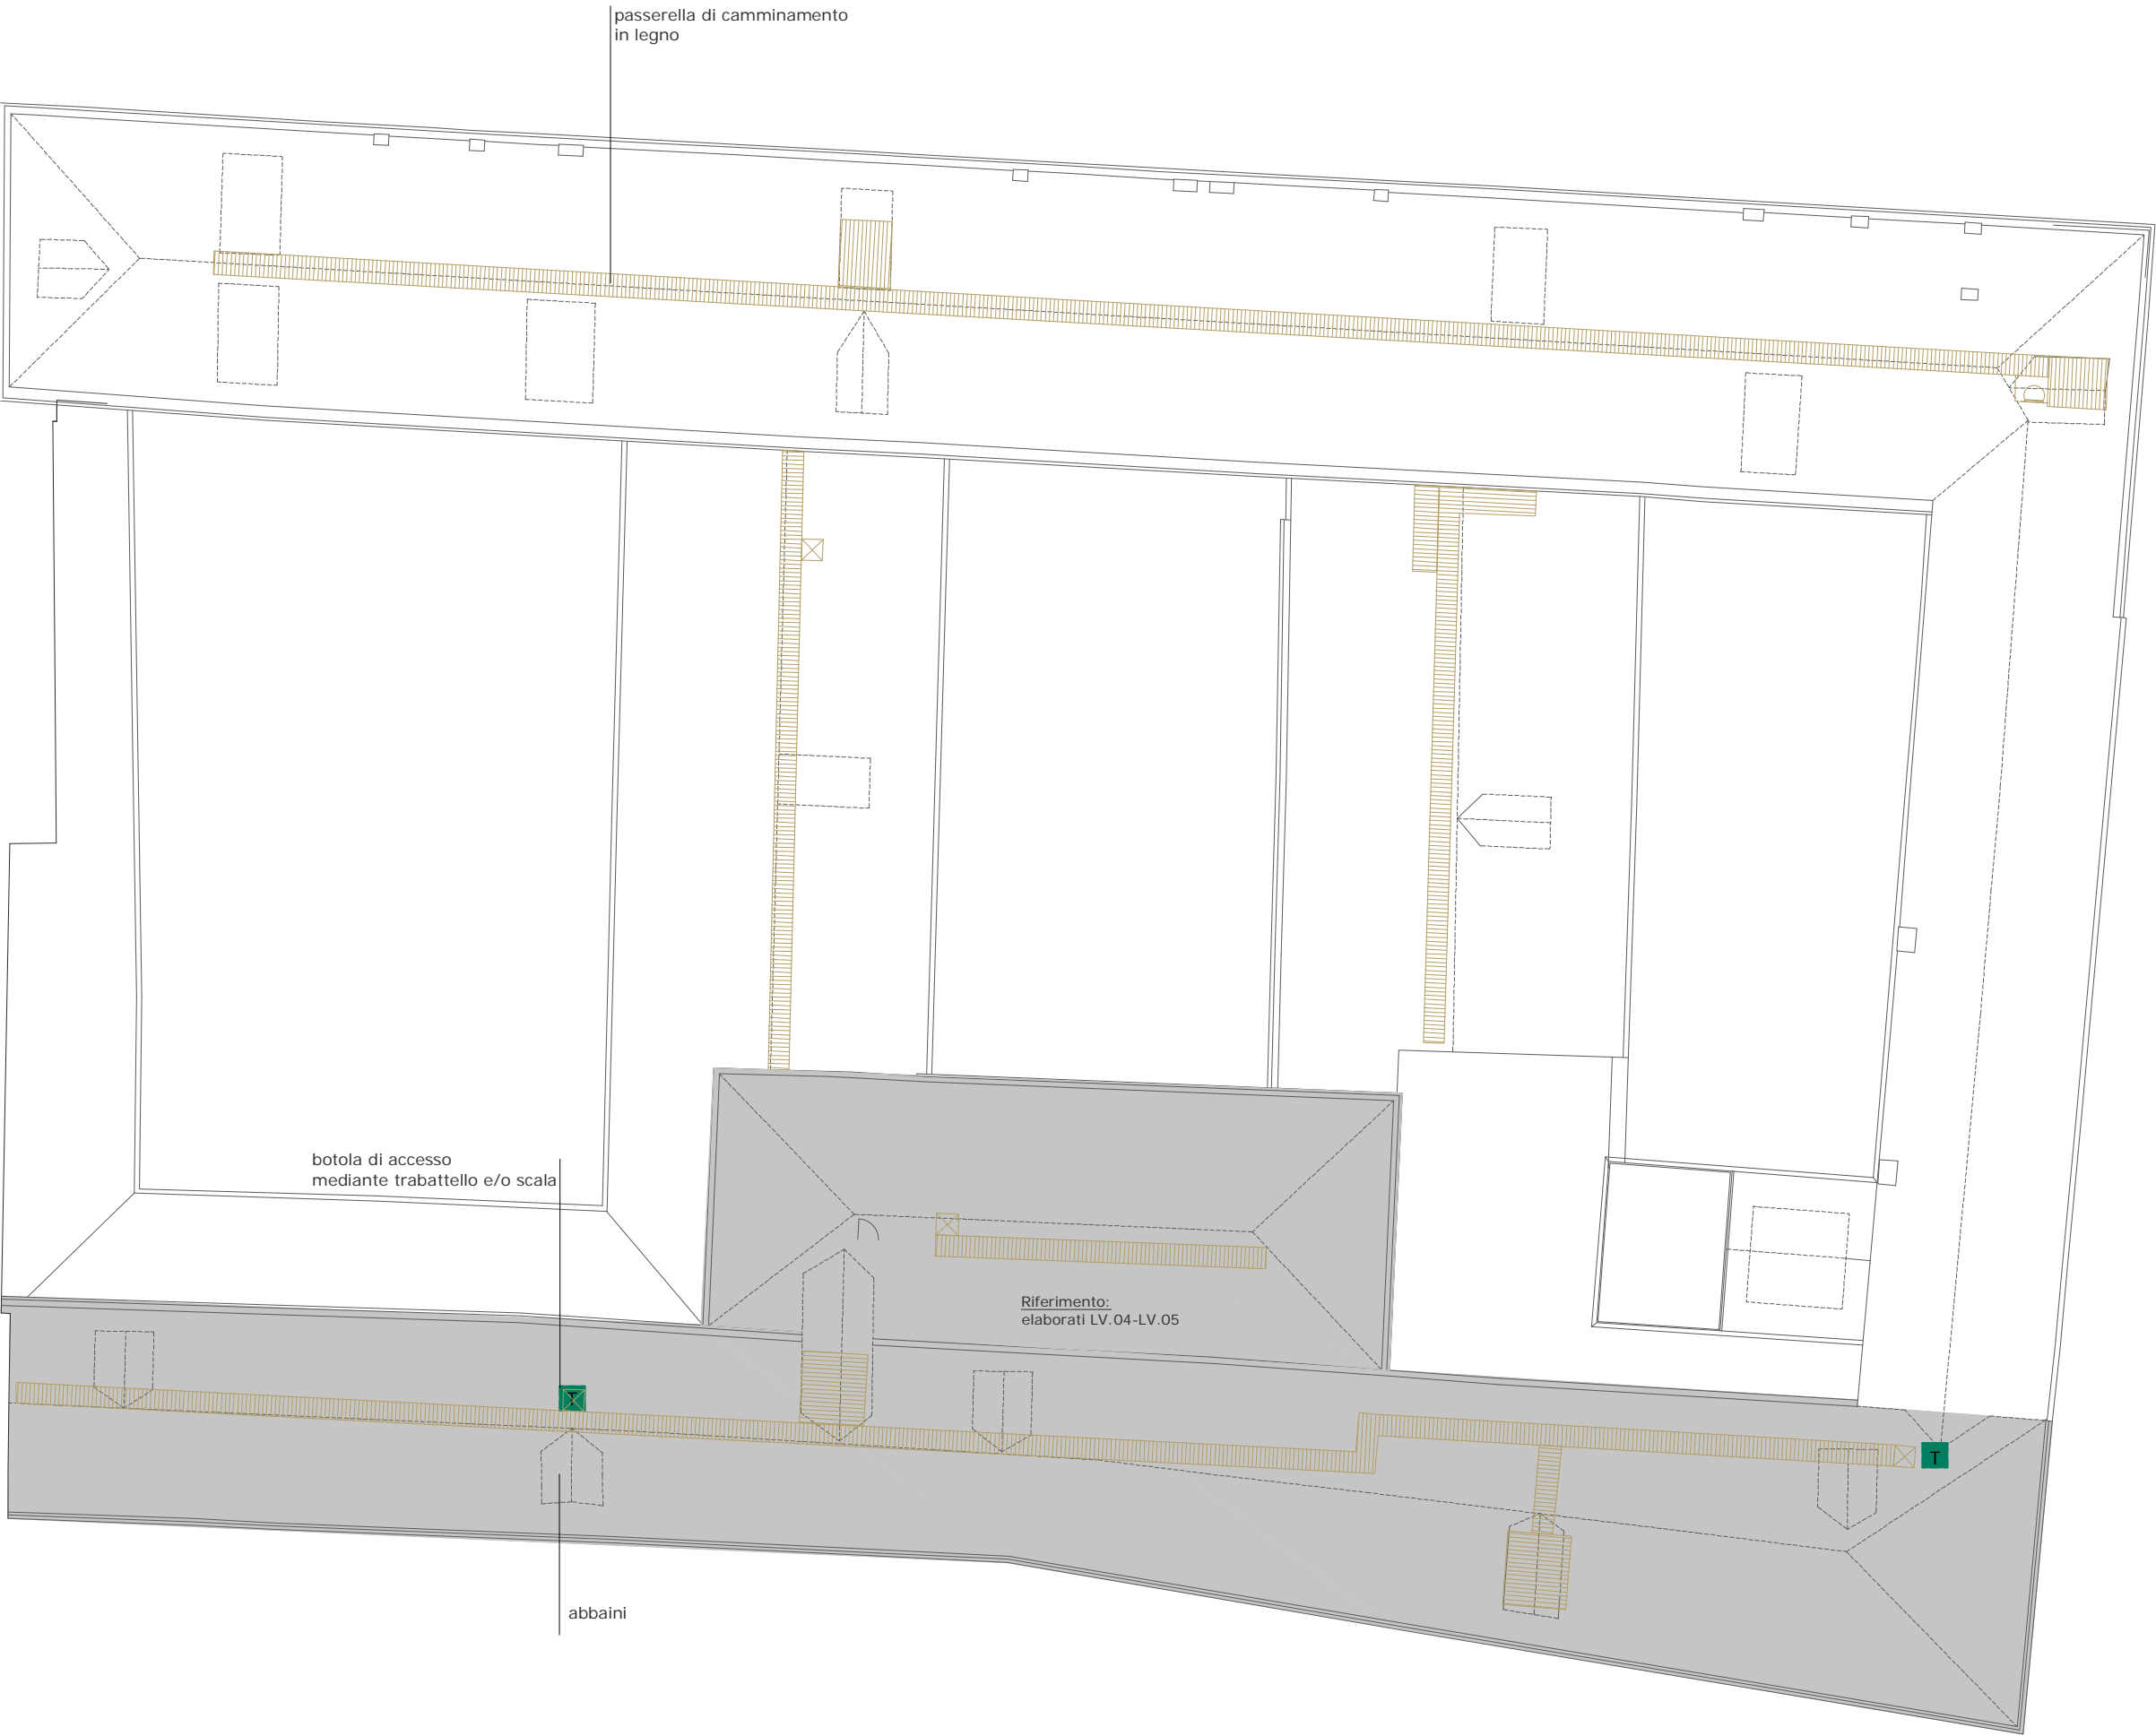 passerella di camminamento
in legno
botola di accesso
mediante trabattello e/o scala
Riferimento:
elaborati LV.04-LV.05
T
T
abbaini